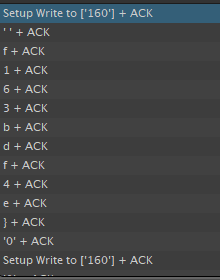 Setup Write to ['160'] + ACK
' ' + ACK
f + ACK
1 + ACK
6 + ACK
3 + ACK
b + ACK
d + ACK
f + ACK
4 + ACK
e + ACK
} + ACK
'0' + ACK
Setup Write to ['160'] + ACK